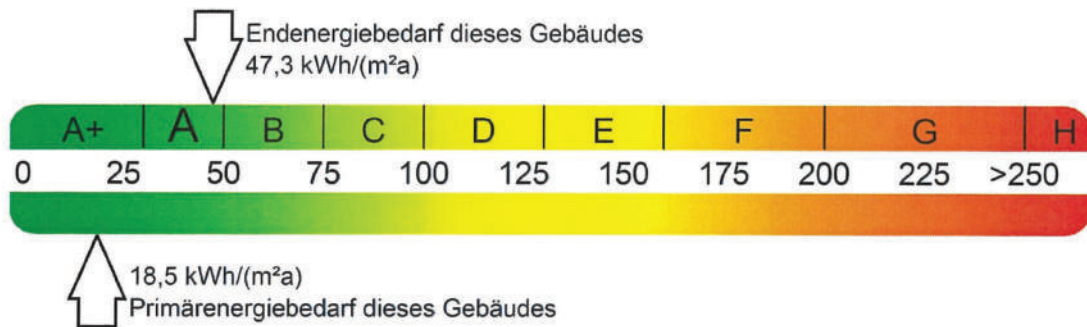 Endenergiebedarf dieses Gebäudes
47,3 kWh/(m²a)
A+ A B C D E F G H
0 25 50 75 100 125 150 175 200 225 >250
18,5 kWh/(m²a)
Primärenergiebedarf dieses Gebäudes